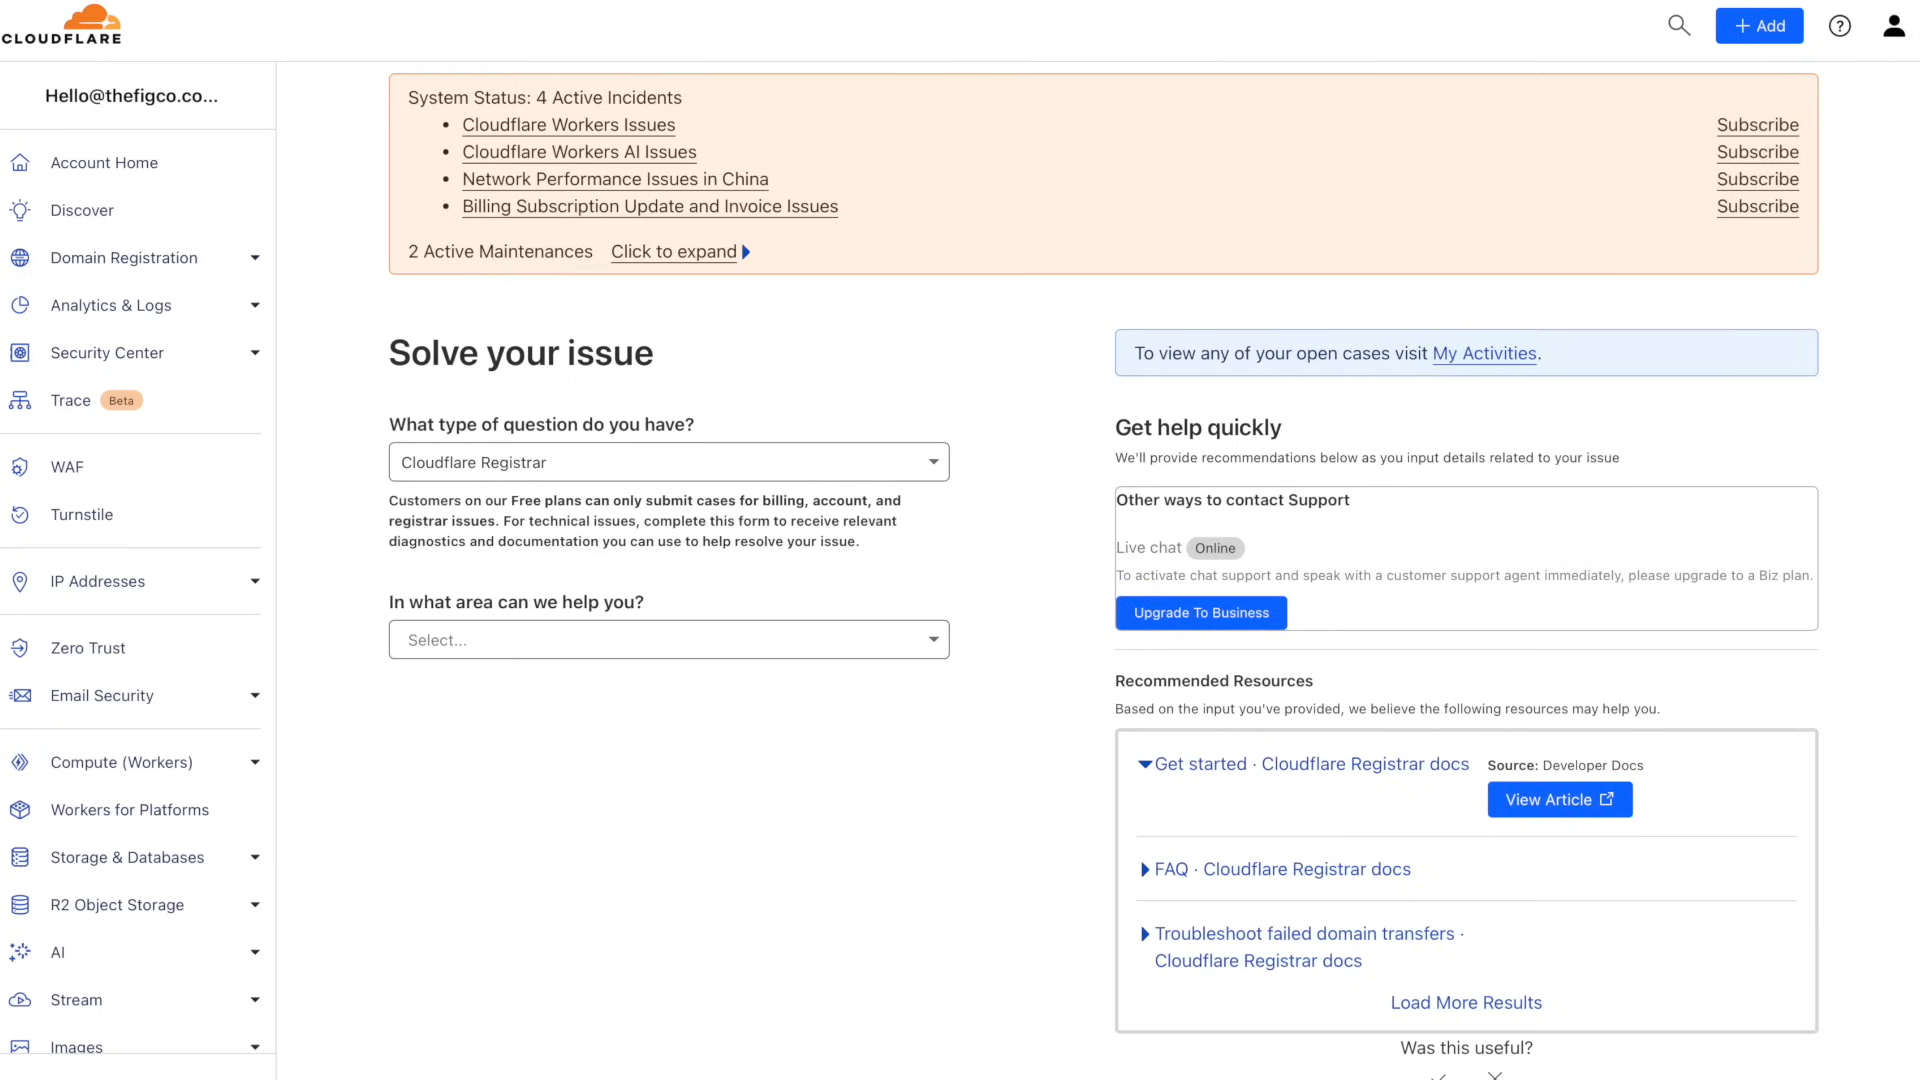 CLOUDFLARE
+ Add
Hello@thefigco.co...
Account Home
Discover
Domain Registration
Analytics & Logs
Security Center
Trace Beta
WAF
Turnstile
IP Addresses
Zero Trust
Email Security
Compute (Workers)
Workers for Platforms
Storage & Databases
R2 Object Storage
AI
Stream
Images
System Status: 4 Active Incidents
• Cloudflare Workers Issues Subscribe
• Cloudflare Workers AI Issues Subscribe
• Network Performance Issues in China Subscribe
• Billing Subscription Update and Invoice Issues Subscribe
2 Active Maintenances Click to expand
Solve your issue
What type of question do you have?
Cloudflare Registrar
Customers on our Free plans can only submit cases for billing, account, and
registrar issues. For technical issues, complete this form to receive relevant
diagnostics and documentation you can use to help resolve your issue.
In what area can we help you?
Select...
To view any of your open cases visit My Activities.
Get help quickly
We'll provide recommendations below as you input details related to your issue
Other ways to contact Support
Live chat Online
To activate chat support and speak with a customer support agent immediately, please upgrade to a Biz plan.
Upgrade To Business
Recommended Resources
Based on the input you've provided, we believe the following resources may help you.
Get started · Cloudflare Registrar docs Source: Developer Docs
View Article
FAQ · Cloudflare Registrar docs
Troubleshoot failed domain transfers ·
Cloudflare Registrar docs
Load More Results
Was this useful?